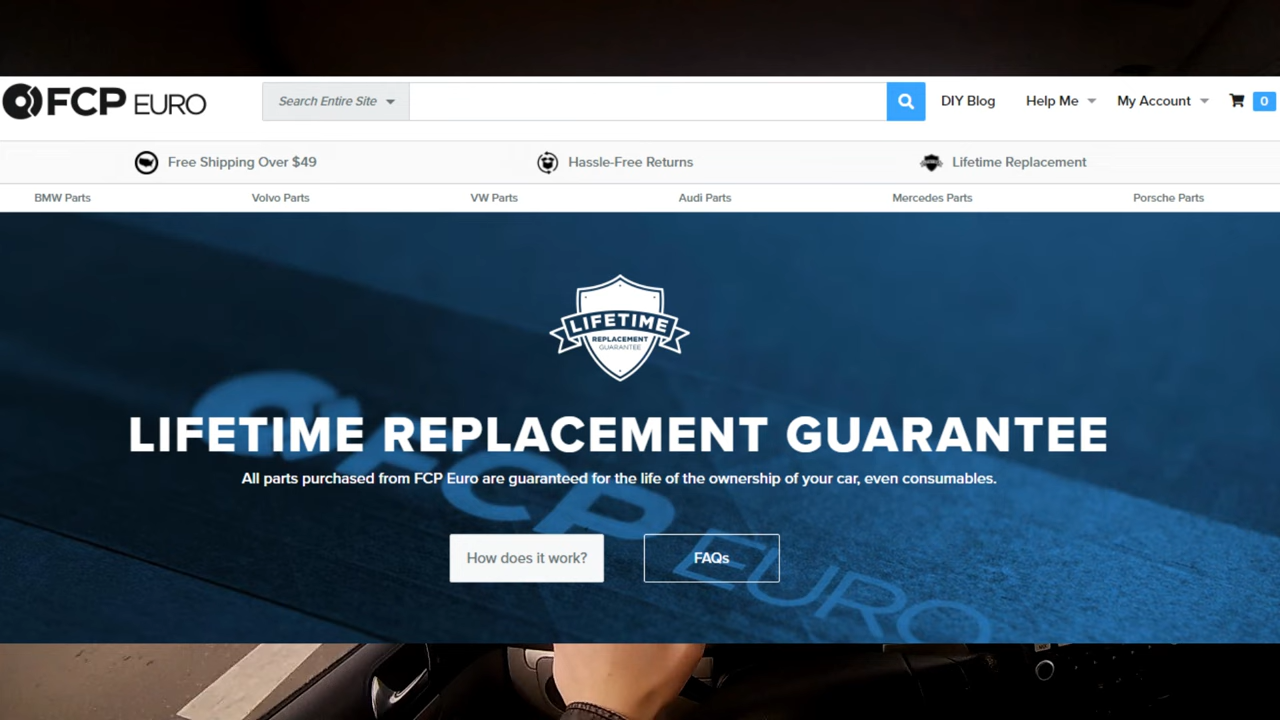 FCP EURO
Search Entire Site
DIY Blog
Help Me
My Account
0
Free Shipping Over $49
Hassle-Free Returns
Lifetime Replacement
BMW Parts
Volvo Parts
VW Parts
Audi Parts
Mercedes Parts
Porsche Parts
LIFETIME
REPLACEMENT
GUARANTEE
LIFETIME REPLACEMENT GUARANTEE
All parts purchased from FCP Euro are guaranteed for the life of the ownership of your car, even consumables.
FCP EURO
How does it work?
FAQs